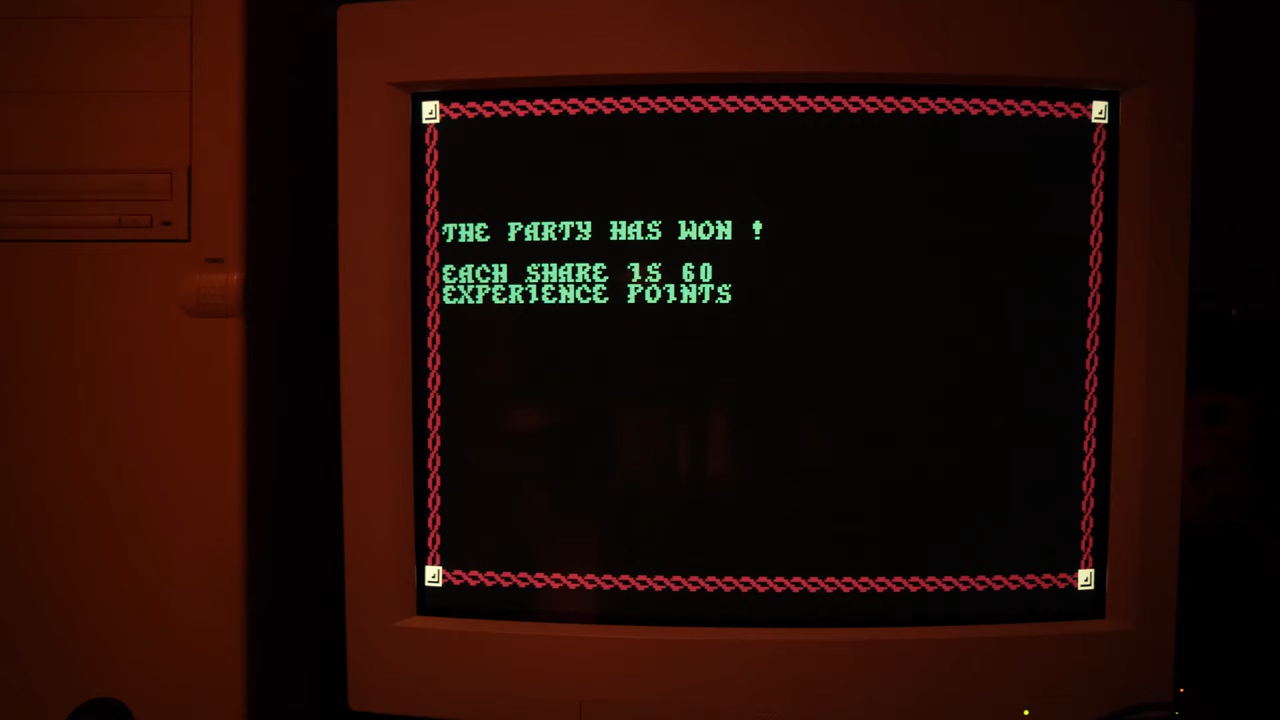 THE PARTY HAS WON !
EACH SHARE IS 60
EXPERIENCE POINTS